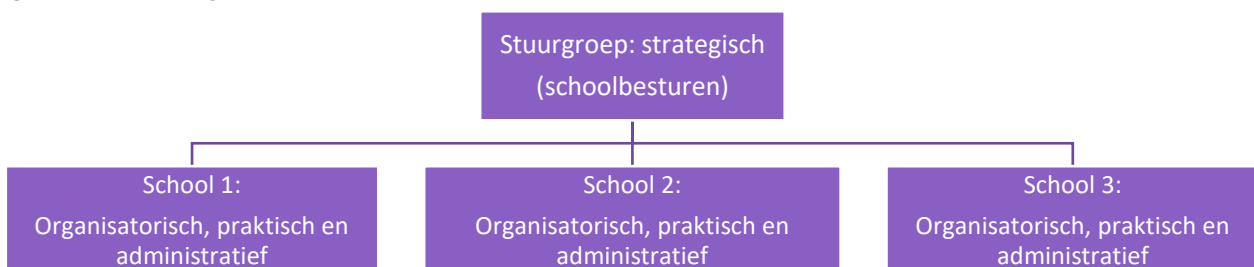 Stuurgroep: strategisch
(schoolbesturen)
School 1:
Organisatorisch, praktisch en
administratief
School 2:
Organisatorisch, praktisch en
administratief
School 3:
Organisatorisch, praktisch en
administratief